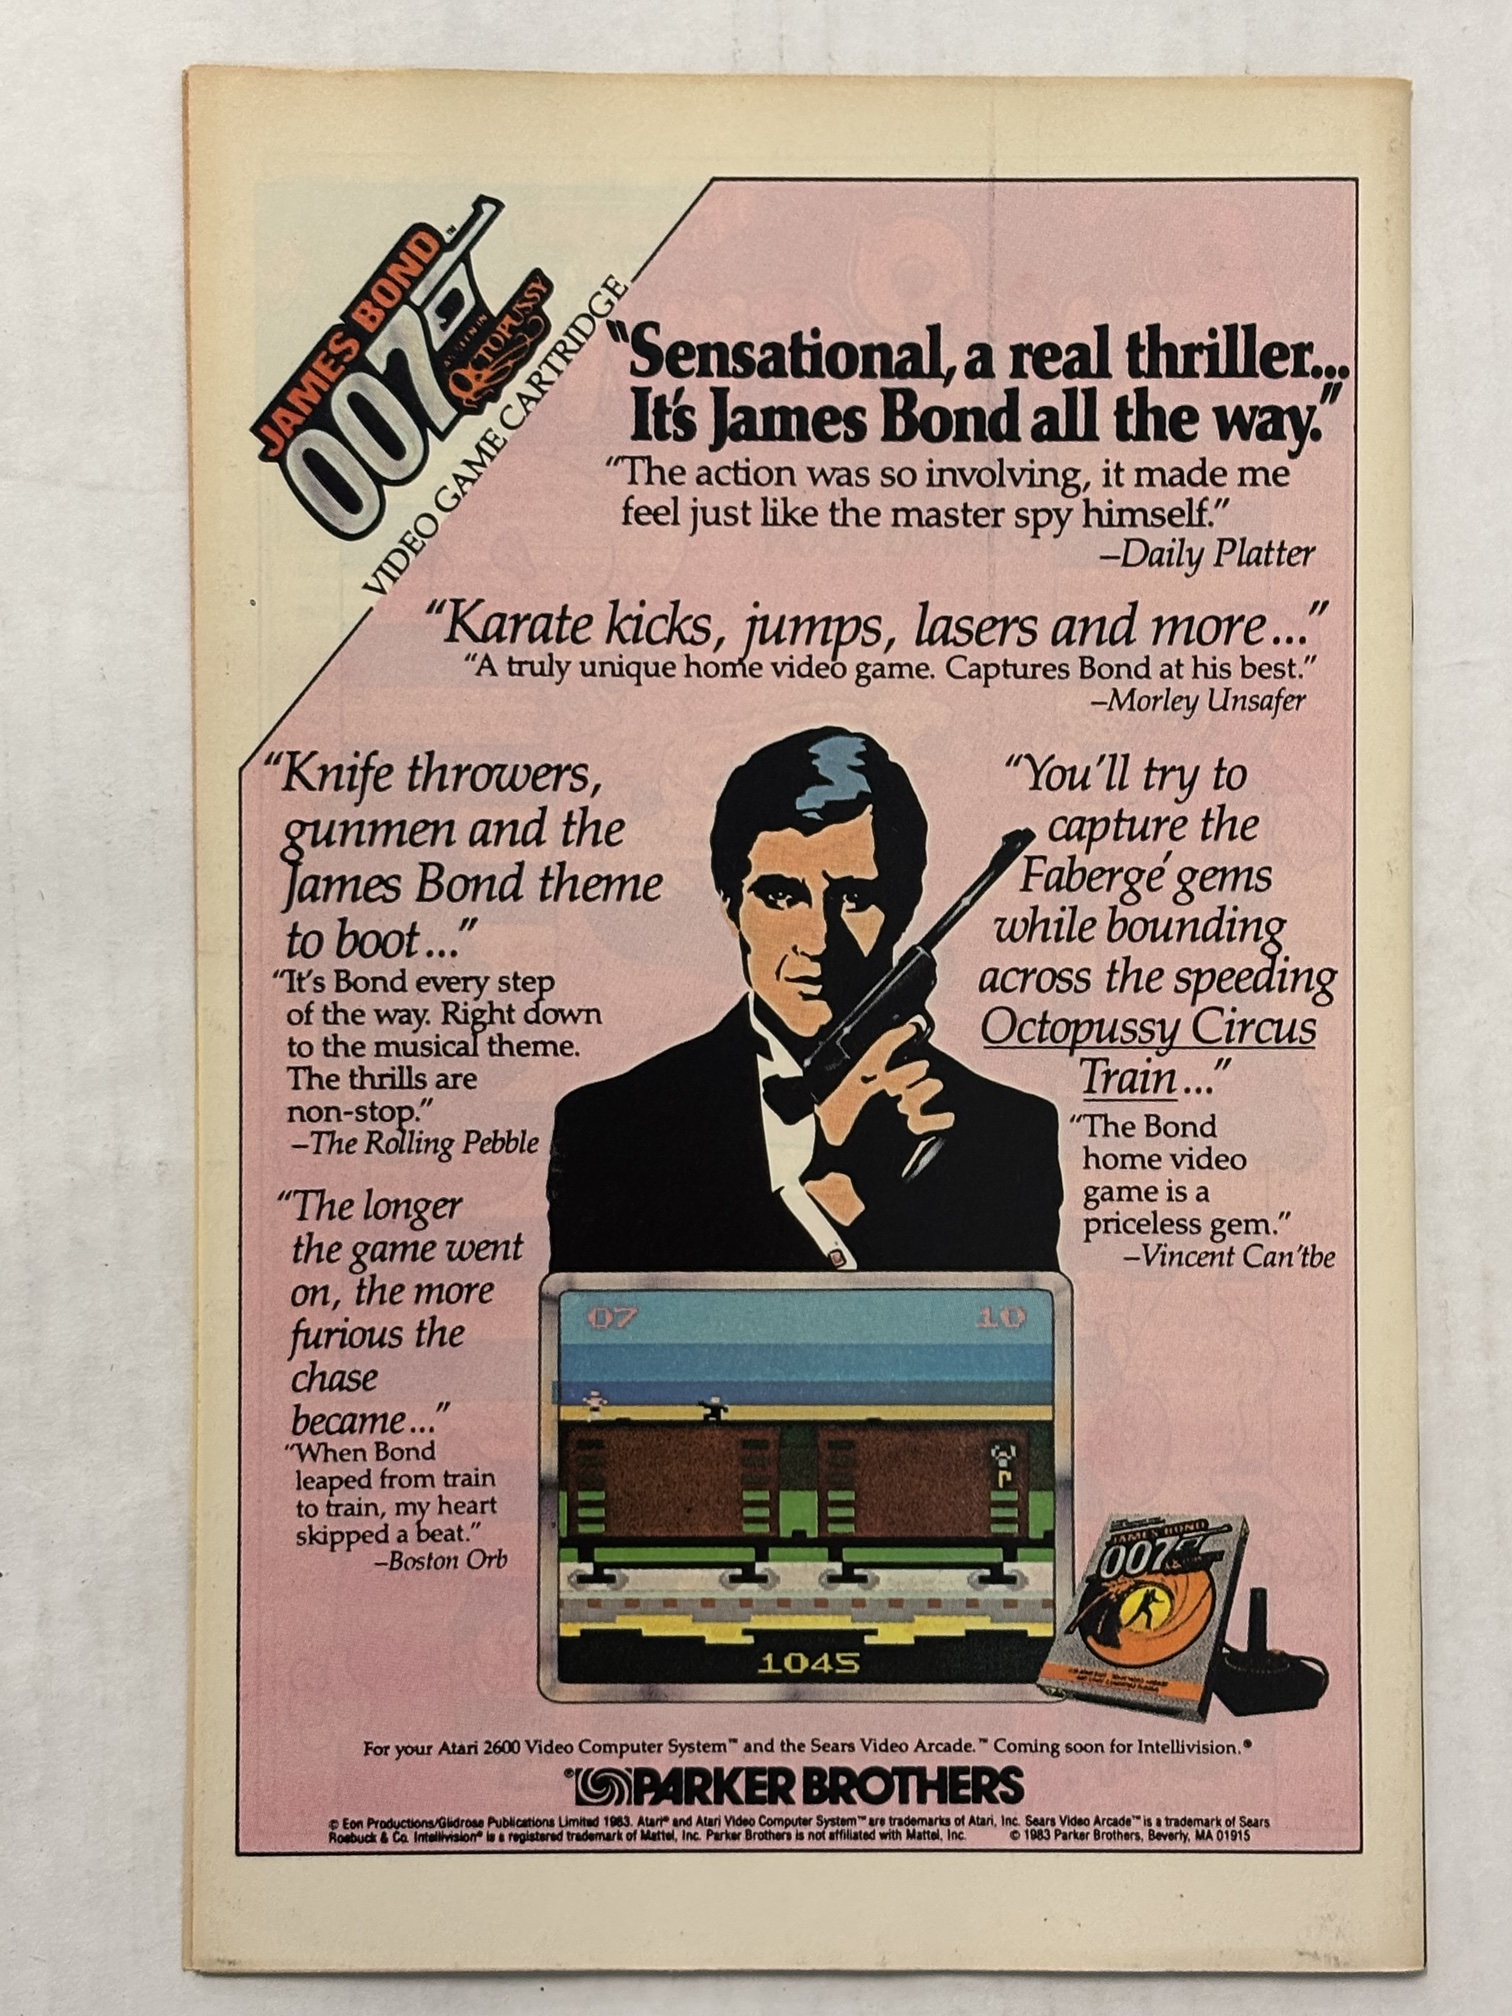 JAMES BOND™
007
AS SEEN IN
OCTOPUSSY
VIDEO GAME CARTRIDGE
“Sensational, a real thriller...
It's James Bond all the way.”
“The action was so involving, it made me
feel just like the master spy himself.”
–Daily Platter
“Karate kicks, jumps, lasers and more...”
“A truly unique home video game. Captures Bond at his best.”
–Morley Unsafer
“Knife throwers,
gunmen and the
James Bond theme
to boot...”
“It's Bond every step
of the way. Right down
to the musical theme.
The thrills are
non-stop.”
–The Rolling Pebble
“The longer
the game went
on, the more
furious the
chase
became...”
“When Bond
leaped from train
to train, my heart
skipped a beat.”
–Boston Orb
“You'll try to
capture the
Fabergé gems
while bounding
across the speeding
Octopussy Circus
Train...”
“The Bond
home video
game is a
priceless gem.”
–Vincent Can'tbe
07 10
1045
JAMES BOND
007
For your Atari 2600 Video Computer System™ and the Sears Video Arcade.™ Coming soon for Intellivision.®
®PARKER BROTHERS
© Eon Productions/Glidrose Publications Limited 1983. Atari® and Atari Video Computer System™ are trademarks of Atari, Inc. Sears Video Arcade™ is a trademark of Sears
Roebuck & Co. Intellivision® is a registered trademark of Mattel, Inc. Parker Brothers is not affiliated with Mattel, Inc. © 1983 Parker Brothers, Beverly, MA 01915